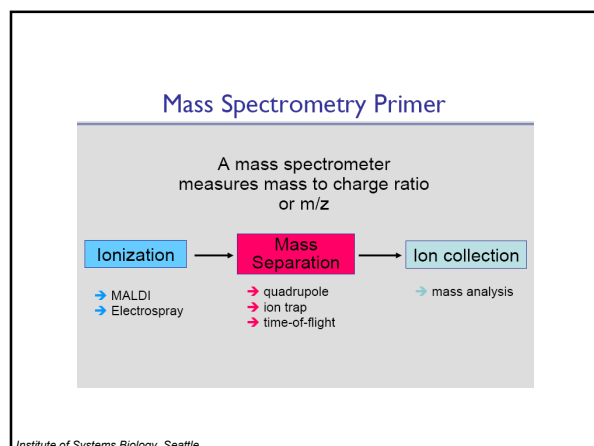 Mass Spectrometry Primer
A mass spectrometer
measures mass to charge ratio
or m/z
Ionization
Mass
Separation
Ion collection
➔ MALDI
➔ Electrospray
➔ quadrupole
➔ ion trap
➔ time-of-flight
➔ mass analysis
Institute of Systems Biology, Seattle